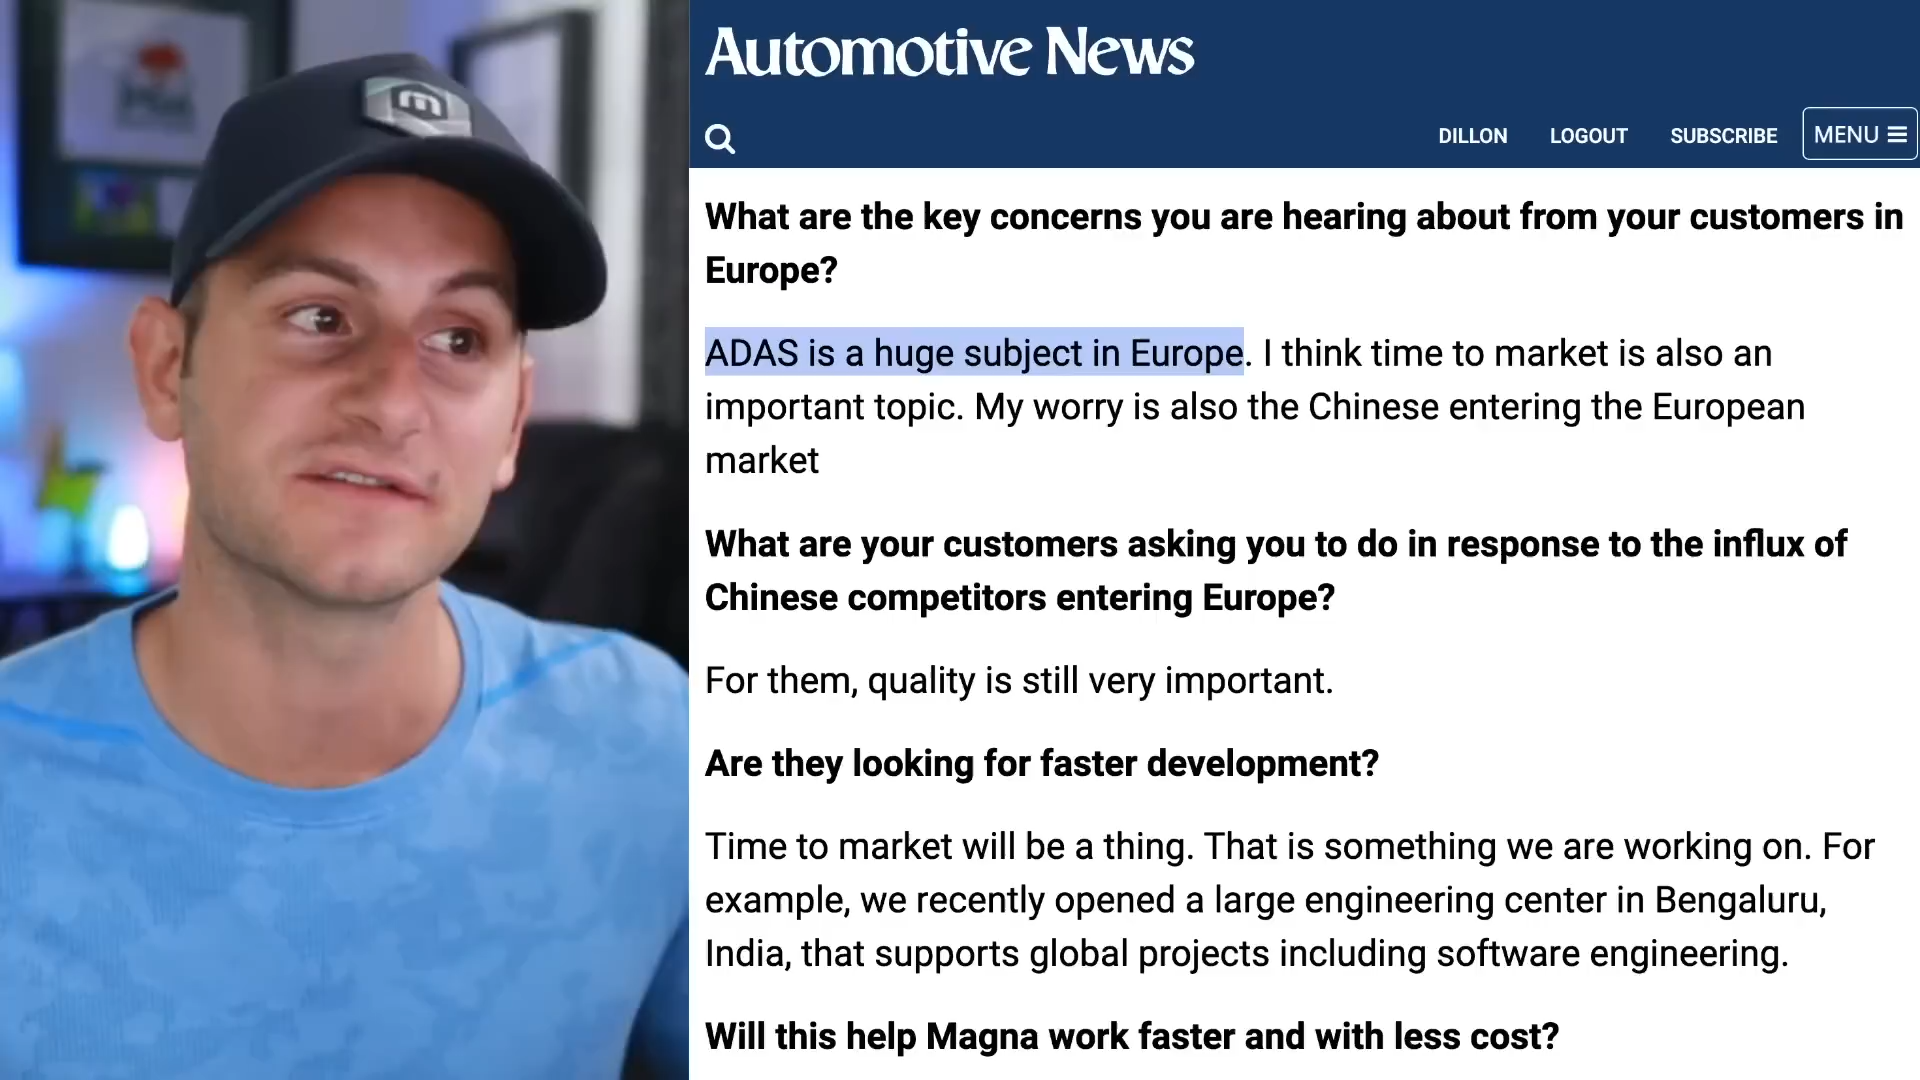 Automotive News
DILLON
LOGOUT
SUBSCRIBE
MENU
What are the key concerns you are hearing about from your customers in
Europe?
ADAS is a huge subject in Europe. I think time to market is also an
important topic. My worry is also the Chinese entering the European
market
What are your customers asking you to do in response to the influx of
Chinese competitors entering Europe?
For them, quality is still very important.
Are they looking for faster development?
Time to market will be a thing. That is something we are working on. For
example, we recently opened a large engineering center in Bengaluru,
India, that supports global projects including software engineering.
Will this help Magna work faster and with less cost?